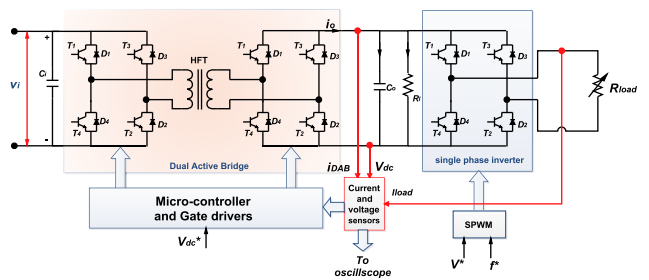 i_o
+
T1
D1
T3
D3
HFT
T1
D1
T3
D3
T1
D1
T3
D3
Vi
Ci
Co
Rl
Rload
T4
D4
T2
D2
T4
D4
T2
D2
T4
D4
T2
D2
-
Dual Active Bridge
iDAB
Vdc
single phase inverter
Micro-controller
and Gate drivers
Current
and
voltage
sensors
Iload
SPWM
Vdc*
To
oscillscope
V*
f*